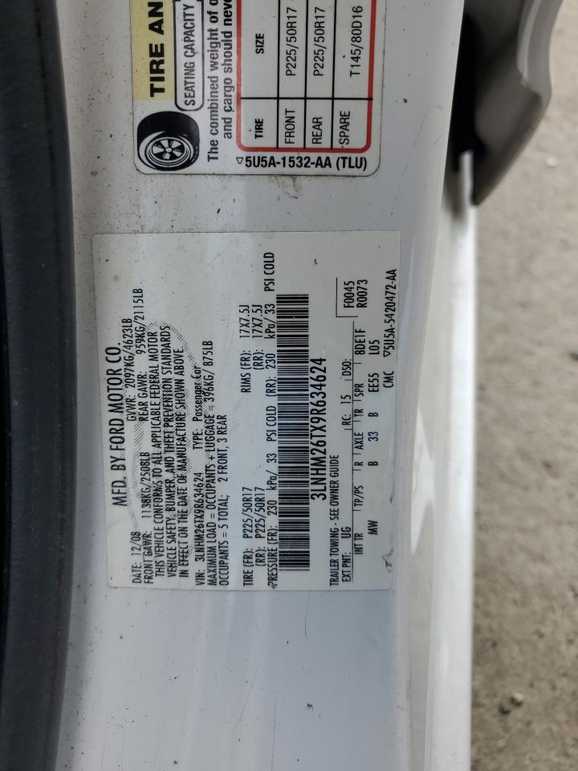 TIRE AN
SEATING CAPACITY
The combined weight of o
and cargo should neve
TIRE SIZE
FRONT P225/50R17
REAR P225/50R17
SPARE T145/80D16
▽5U5A-1532-AA (TLU)
MFD. BY FORD MOTOR CO.
DATE: 12/08 GVWR: 2097KG/4623LB
FRONT GAWR: 1138KG/2508LB REAR GAWR: 959KG/2115LB
THIS VEHICLE CONFORMS TO ALL APPLICABLE FEDERAL MOTOR
VEHICLE SAFETY, BUMPER, AND THEFT PREVENTION STANDARDS
IN EFFECT ON THE DATE OF MANUFACTURE SHOWN ABOVE.
VIN: 3LNHM26TX9R634624 TYPE: Passenger Car
MAXIMUM LOAD = OCCUPANTS + LUGGAGE = 396KG/ 875LB
OCCUPANTS = 5 TOTAL; 2 FRONT, 3 REAR
TIRE (FR): P225/50R17 RIMS (FR): 17X7.5J
(RR): P225/50R17 (RR): 17X7.5J
PRESSURE (FR): 230 kPa/ 33 PSI COLD (RR): 230 kPa/ 33 PSI COLD
3LNHM26TX9R634624
F0045
R0073
TRAILER TOWING - SEE OWNER GUIDE
EXT PNT: UG RC: 15 DSO:
INT TR TP/PS R AXLE TR SPR BDE1F
MW B 33 B EE55 LO5
CMC ▽5U5A-5420472-AA